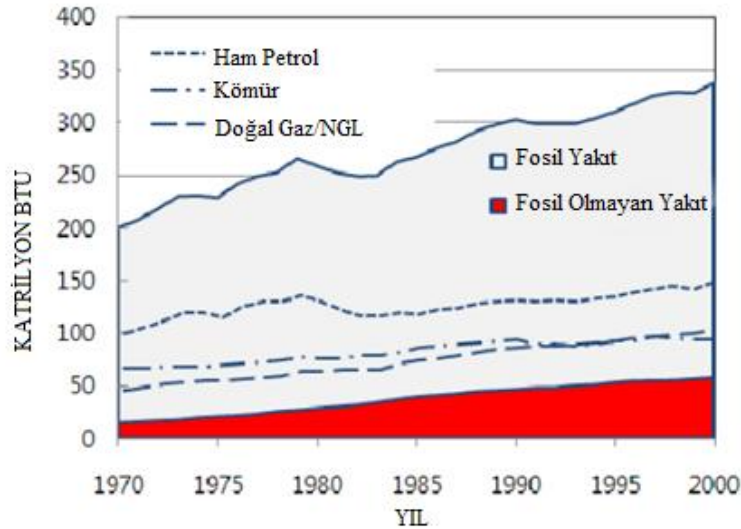 400
350
300
250
200
150
100
50
0
KATRİLYON BTU
Ham Petrol
Kömür
Doğal Gaz/NGL
Fosil Yakıt
Fosil Olmayan Yakıt
1970 1975 1980 1985 1990 1995 2000
YIL